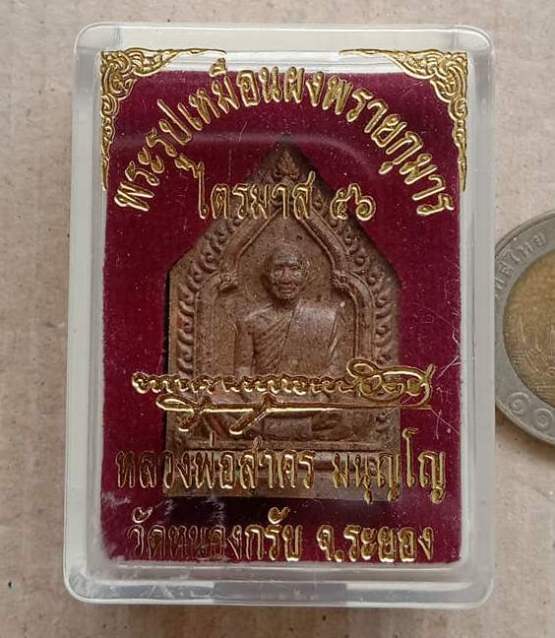 พระรูปเหมือนผงพรายกุมาร
ไตรมาส ๕๖
หลวงพ่อสาคร มนุญฺโญ
วัดหนองกรับ จ.ระยอง